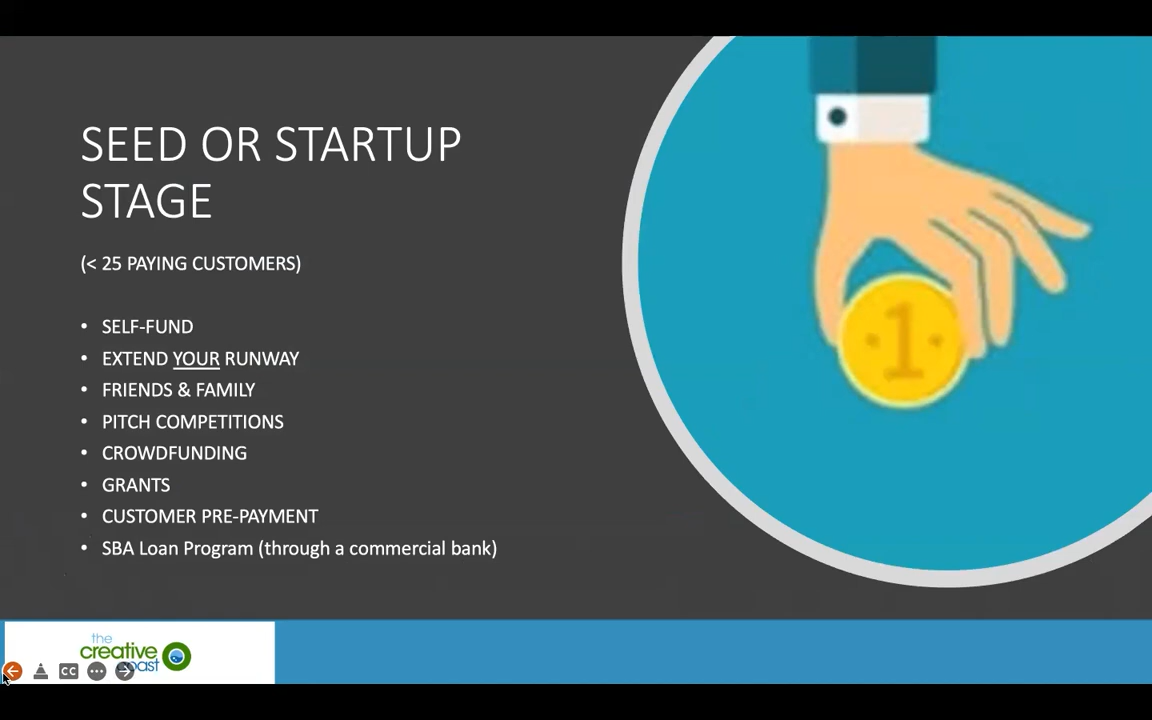 SEED OR STARTUP
STAGE
(< 25 PAYING CUSTOMERS)
• SELF-FUND
• EXTEND YOUR RUNWAY
• FRIENDS & FAMILY
• PITCH COMPETITIONS
• CROWDFUNDING
• GRANTS
• CUSTOMER PRE-PAYMENT
• SBA Loan Program (through a commercial bank)
1
the
creative
coast
CC